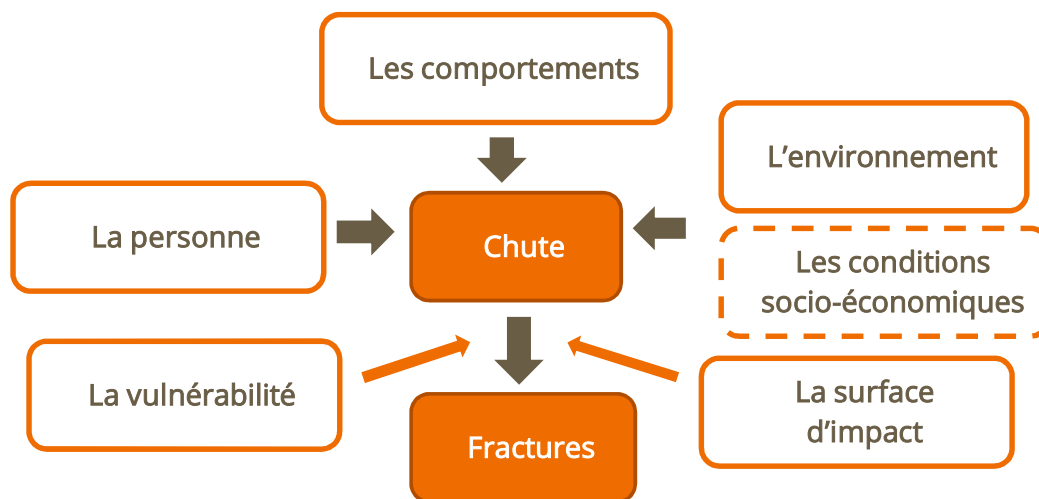 Les comportements
L’environnement
La personne
Chute
Les conditions
socio-économiques
La vulnérabilité
La surface
d’impact
Fractures